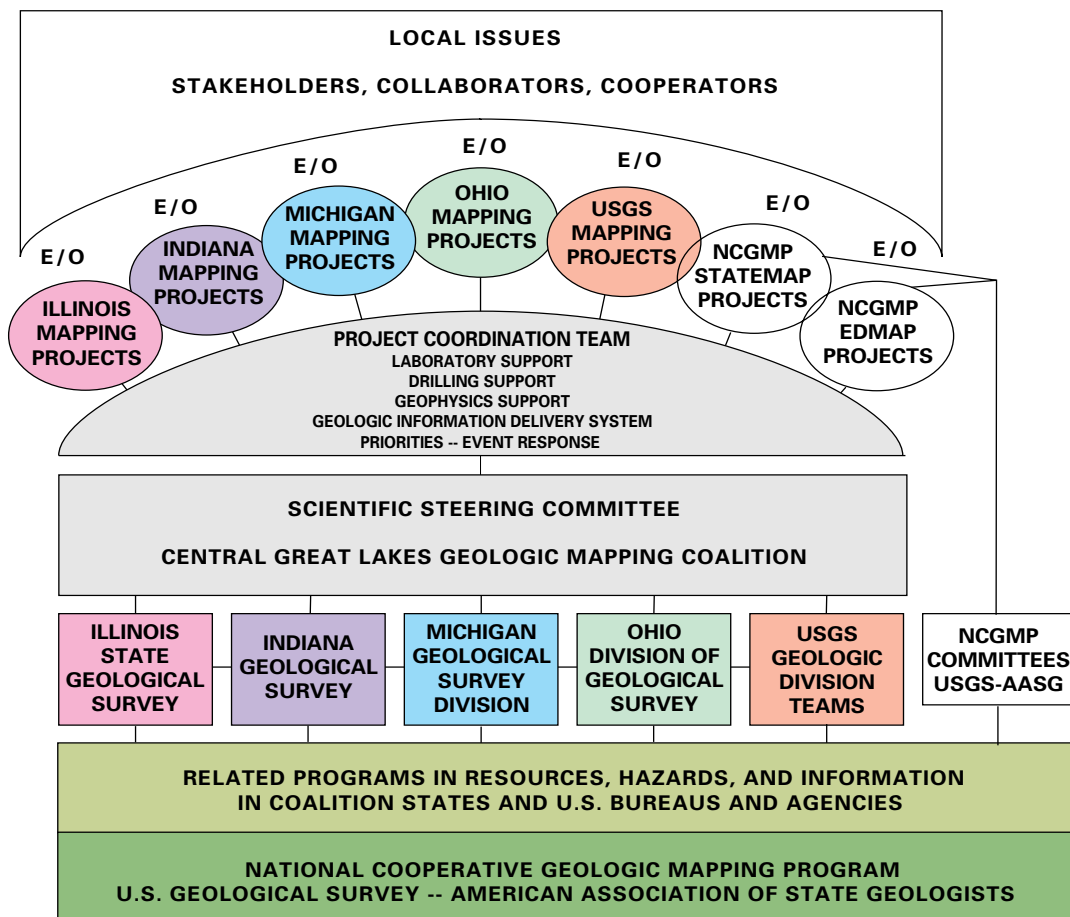 LOCAL ISSUES
STAKEHOLDERS, COLLABORATORS, COOPERATORS
E/O
E/O
E/O
E/O
E/O
E/O
E/O
ILLINOIS
MAPPING
PROJECTS
INDIANA
MAPPING
PROJECTS
MICHIGAN
MAPPING
PROJECTS
OHIO
MAPPING
PROJECTS
USGS
MAPPING
PROJECTS
NCGMP
STATEMAP
PROJECTS
NCGMP
EDMAP
PROJECTS
PROJECT COORDINATION TEAM
LABORATORY SUPPORT
DRILLING SUPPORT
GEOPHYSICS SUPPORT
GEOLOGIC INFORMATION DELIVERY SYSTEM
PRIORITIES -- EVENT RESPONSE
SCIENTIFIC STEERING COMMITTEE
CENTRAL GREAT LAKES GEOLOGIC MAPPING COALITION
ILLINOIS
STATE
GEOLOGICAL
SURVEY
INDIANA
GEOLOGICAL
SURVEY
MICHIGAN
GEOLOGICAL
SURVEY
DIVISION
OHIO
DIVISION OF
GEOLOGICAL
SURVEY
USGS
GEOLOGIC
DIVISION
TEAMS
NCGMP
COMMITTEES
USGS-AASG
RELATED PROGRAMS IN RESOURCES, HAZARDS, AND INFORMATION
IN COALITION STATES AND U.S. BUREAUS AND AGENCIES
NATIONAL COOPERATIVE GEOLOGIC MAPPING PROGRAM
U.S. GEOLOGICAL SURVEY -- AMERICAN ASSOCIATION OF STATE GEOLOGISTS